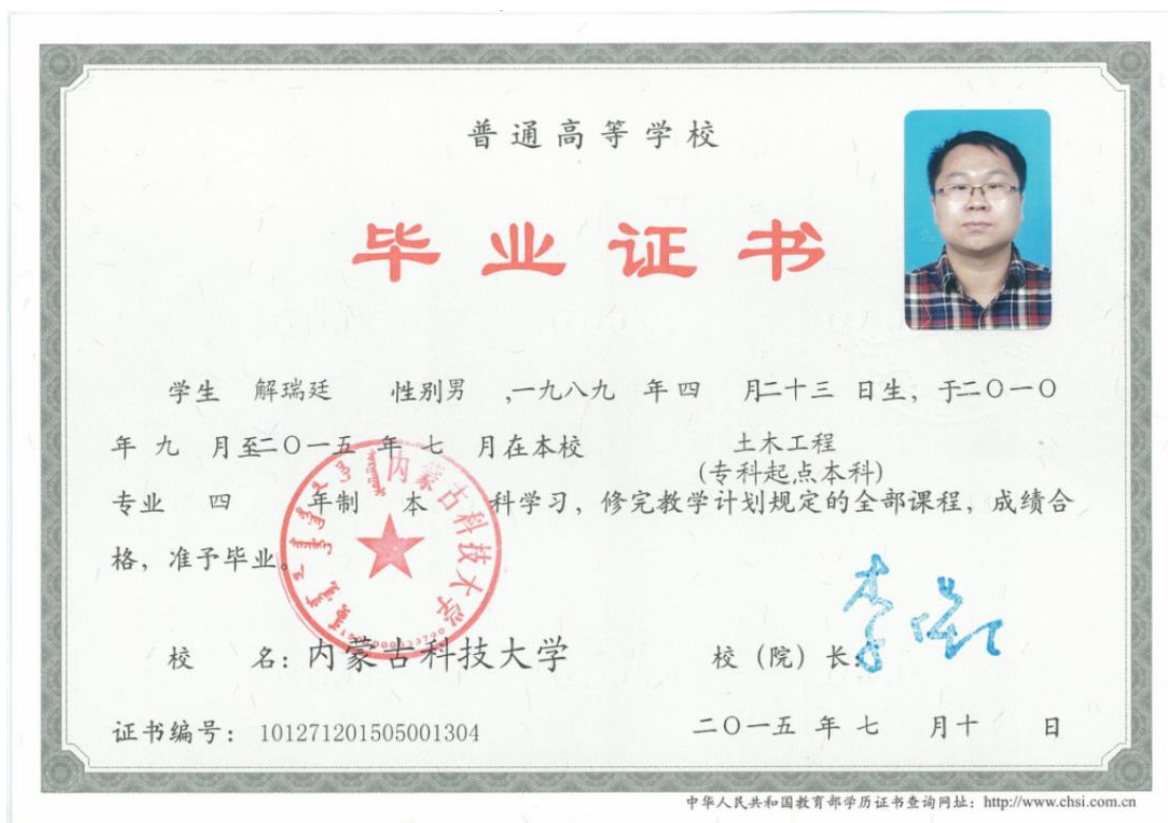 普通高等学校
毕业证书
学生 解瑞廷 性别男 ,一九八九 年四 月二十三 日生，于二〇一〇
年 九 月至二〇一五 年 七 月在本校 土木工程
(专科起点本科)
专业 四 年制 本 科学习，修完教学计划规定的全部课程，成绩合
格，准予毕业。
内蒙古科技大学
校 名：内蒙古科技大学 校（院）长：
证书编号： 101271201505001304 二〇一五 年 七 月十 日
中华人民共和国教育部学历证书查询网址：http://www.chsi.com.cn